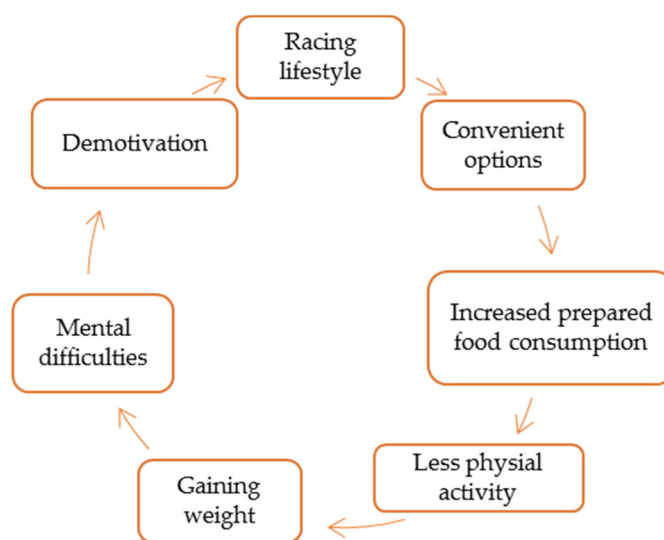 Racing
lifestyle
Convenient
options
Increased prepared
food consumption
Less physial
activity
Gaining
weight
Mental
difficulties
Demotivation